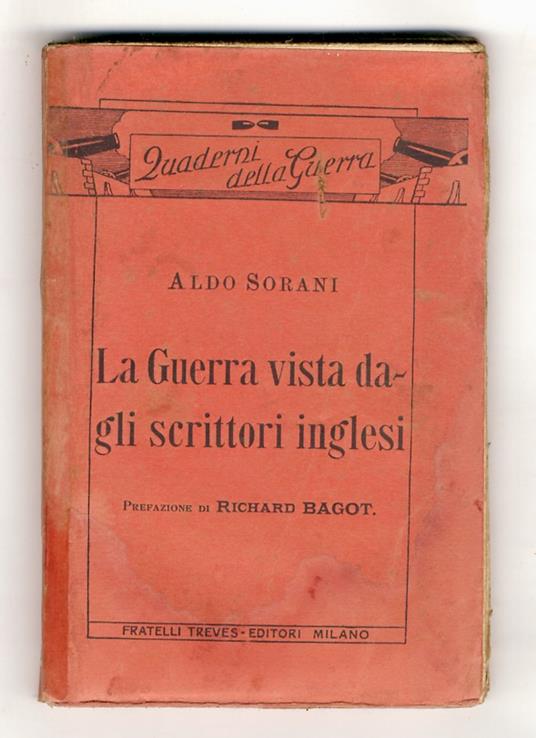 Quaderni
della Guerra
ALDO SORANI
La Guerra vista da-
gli scrittori inglesi
PREFAZIONE DI RICHARD BAGOT.
FRATELLI TREVES - EDITORI MILANO